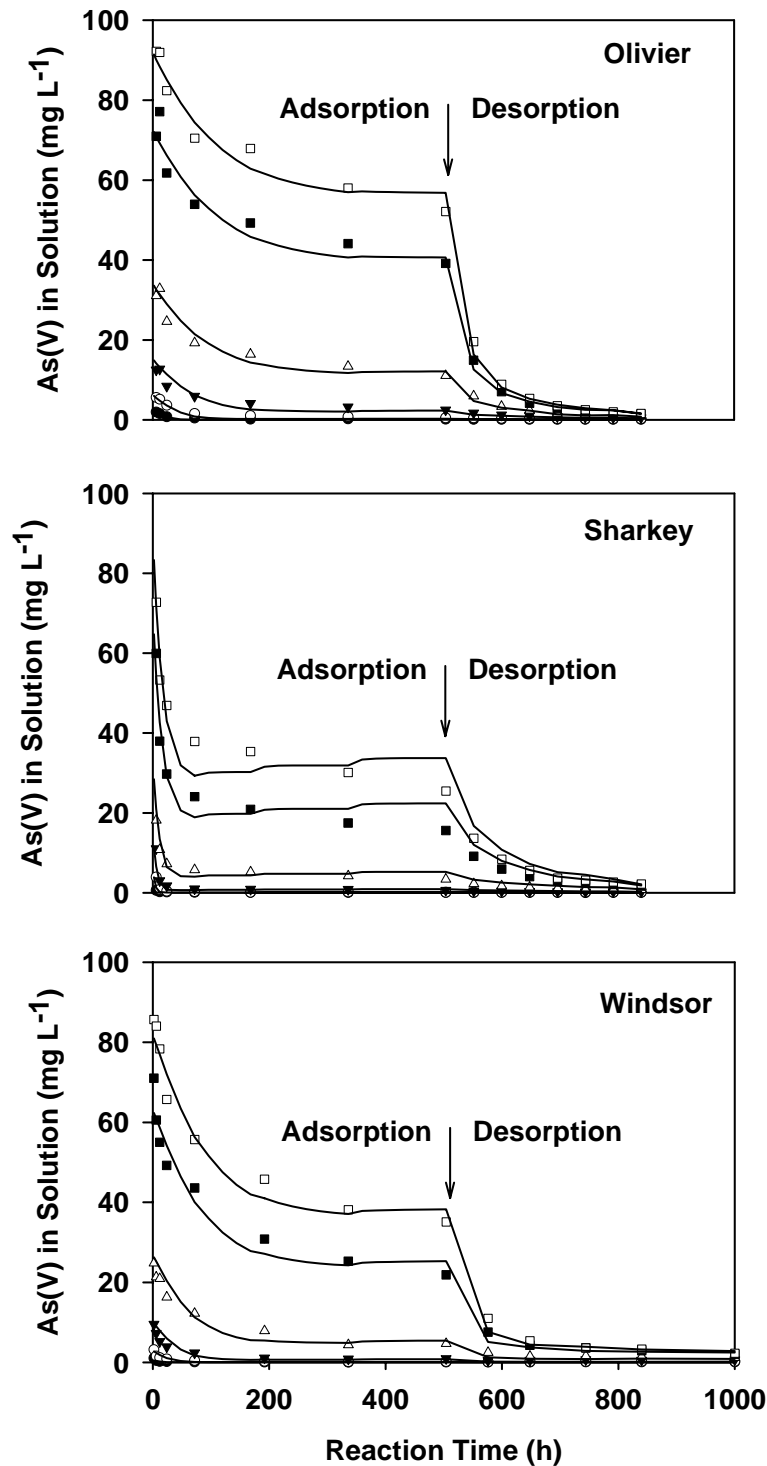 100
Olivier
80
Adsorption Desorption
60
40
20
0
As(V) in Solution (mg L-1)
100
Sharkey
80
60
Adsorption Desorption
40
20
0
As(V) in Solution (mg L-1)
100
Windsor
80
60
Adsorption Desorption
40
20
0
As(V) in Solution (mg L-1)
0 200 400 600 800 1000
Reaction Time (h)